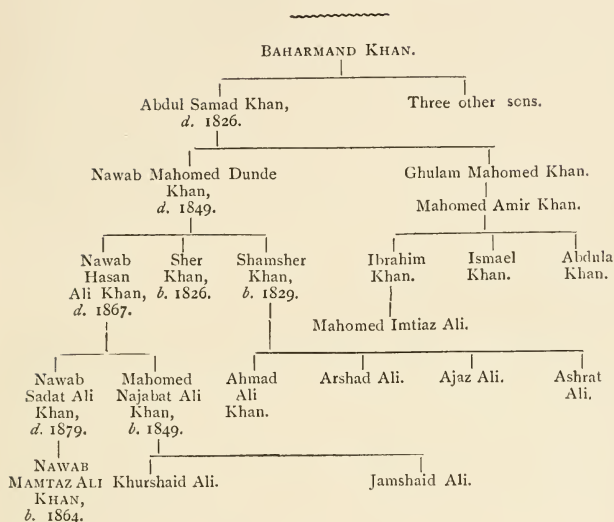 BAHARMAND KHAN.
Abdul Samad Khan,
d. 1826.
Three other sons.
Nawab Mahomed Dunde
Khan,
d. 1849.
Ghulam Mahomed Khan.
Mahomed Amir Khan.
Nawab
Hasan
Ali Khan,
d. 1867.
Sher
Khan,
b. 1826.
Shamsher
Khan,
b. 1829.
Ibrahim
Khan.
Ismael
Khan.
Abdula
Khan.
Mahomed Imtiaz Ali.
Nawab
Sadat Ali
Khan,
d. 1879.
Mahomed
Najabat Ali
Khan,
b. 1849.
Ahmad
Ali
Khan.
Arshad Ali.
Ajaz Ali.
Ashrat
Ali.
NAWAB
MAMTAZ ALI
KHAN,
b. 1864.
Khurshaid Ali.
Jamshaid Ali.